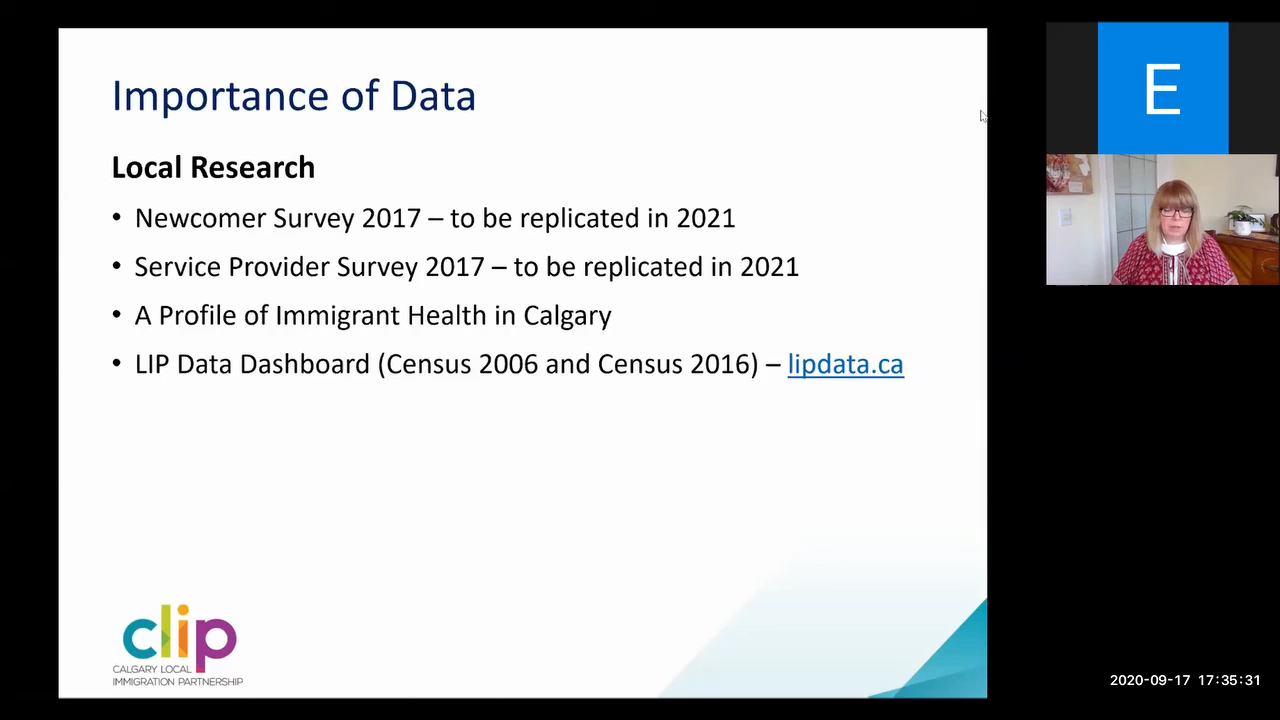 Importance of Data
Local Research
• Newcomer Survey 2017 – to be replicated in 2021
• Service Provider Survey 2017 – to be replicated in 2021
• A Profile of Immigrant Health in Calgary
• LIP Data Dashboard (Census 2006 and Census 2016) – lipdata.ca
clip
CALGARY LOCAL
IMMIGRATION PARTNERSHIP
E
2020-09-17 17:35:31